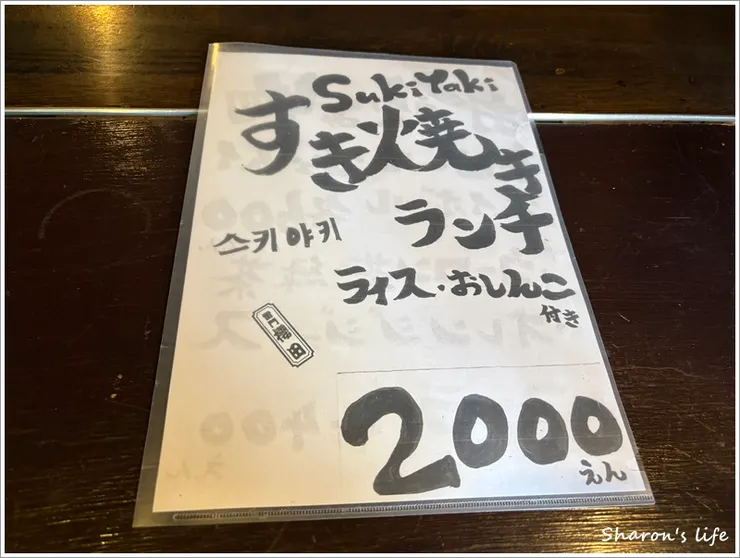 SukiYaki
すき焼き
ランチ
스키야키
ライス・おしんこ
付き
2000
えん
Sharon's life